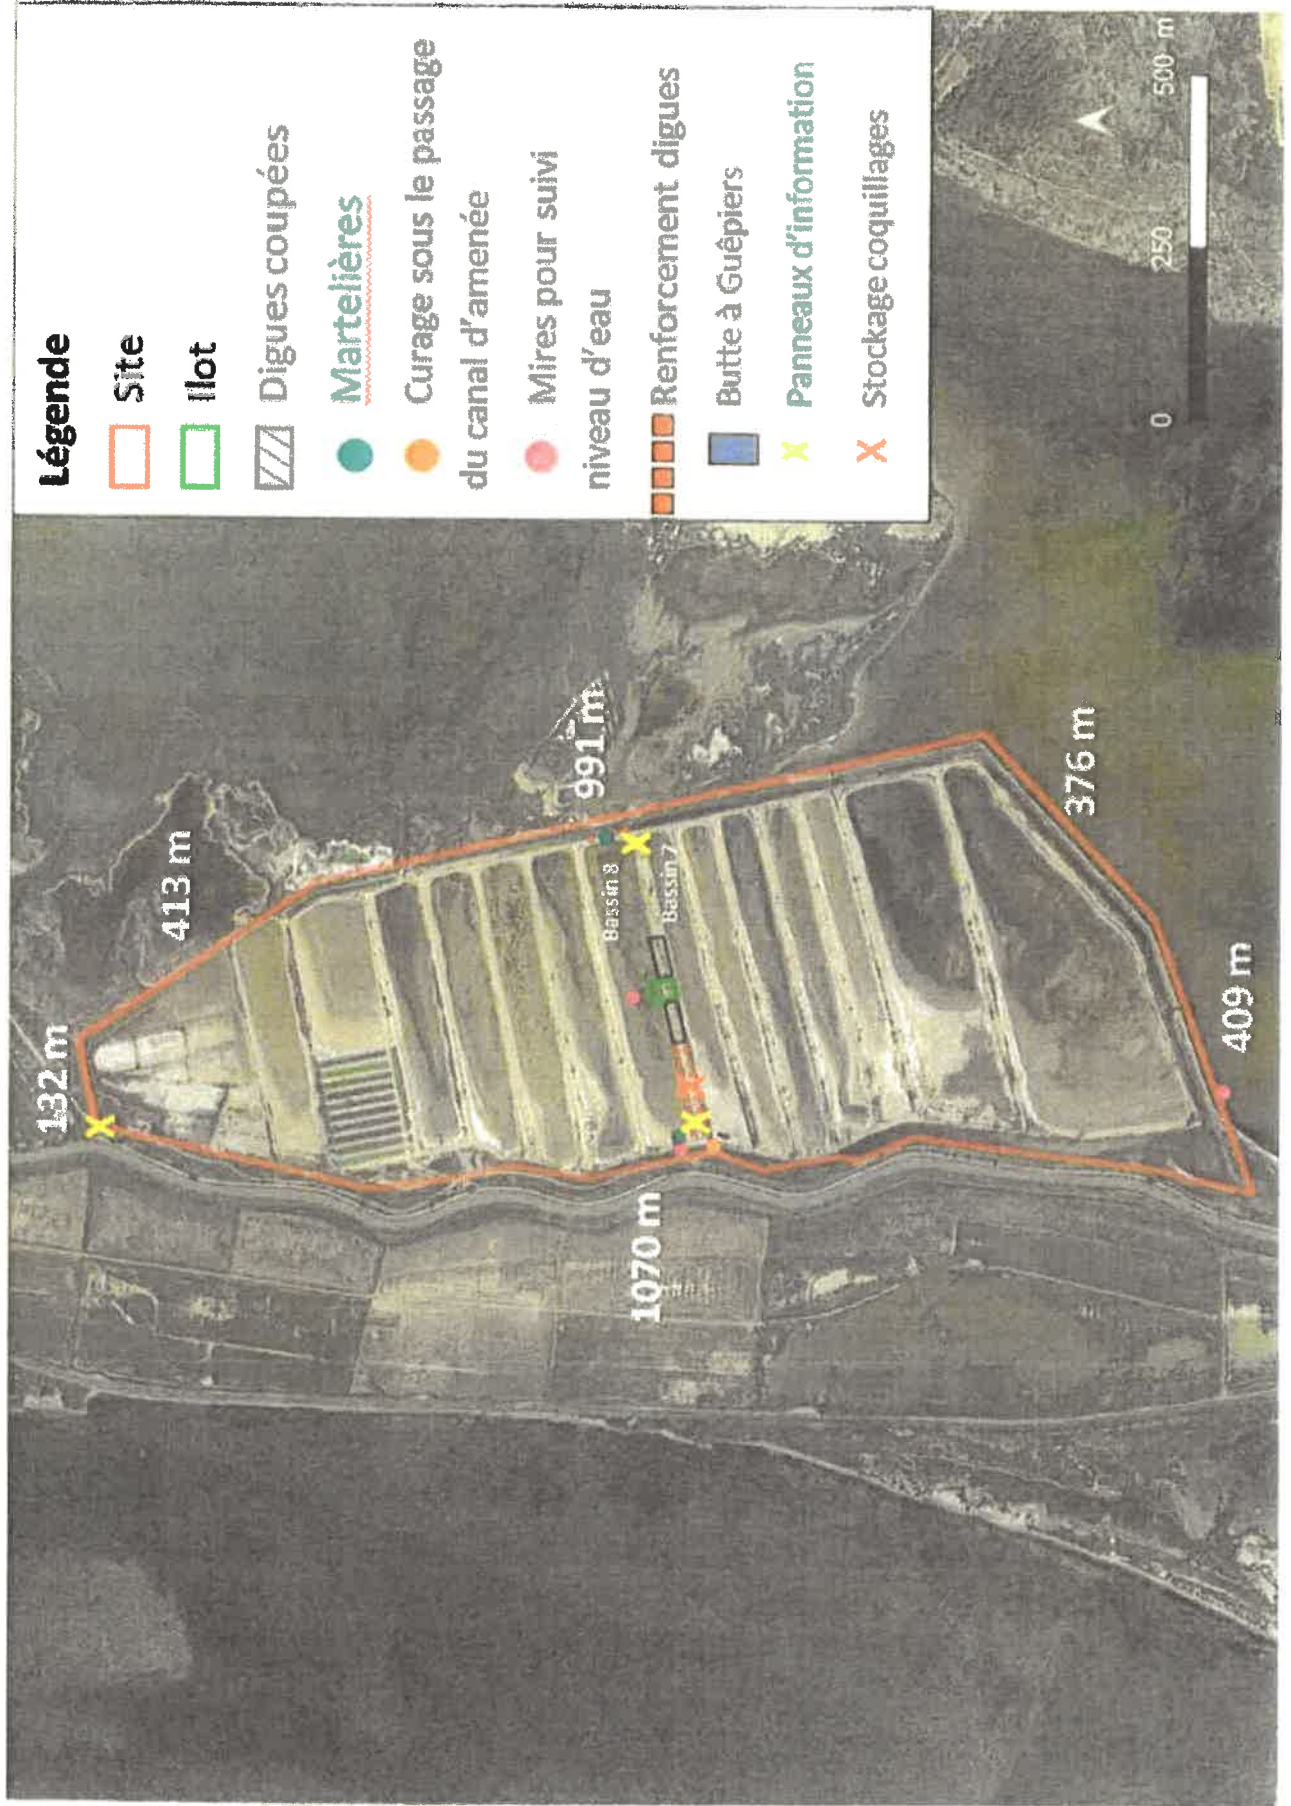 Légende
Site
Ilot
Digues coupées
Martelières
Curage sous le passage
du canal d'amenée
Mires pour suivi
niveau d'eau
Renforcement digues
Butte à Guêpiers
Panneaux d'information
Stockage coquillages
0
250
500 m
132 m
413 m
991 m
Bassin 8
Bassin 7
376 m
409 m
1070 m